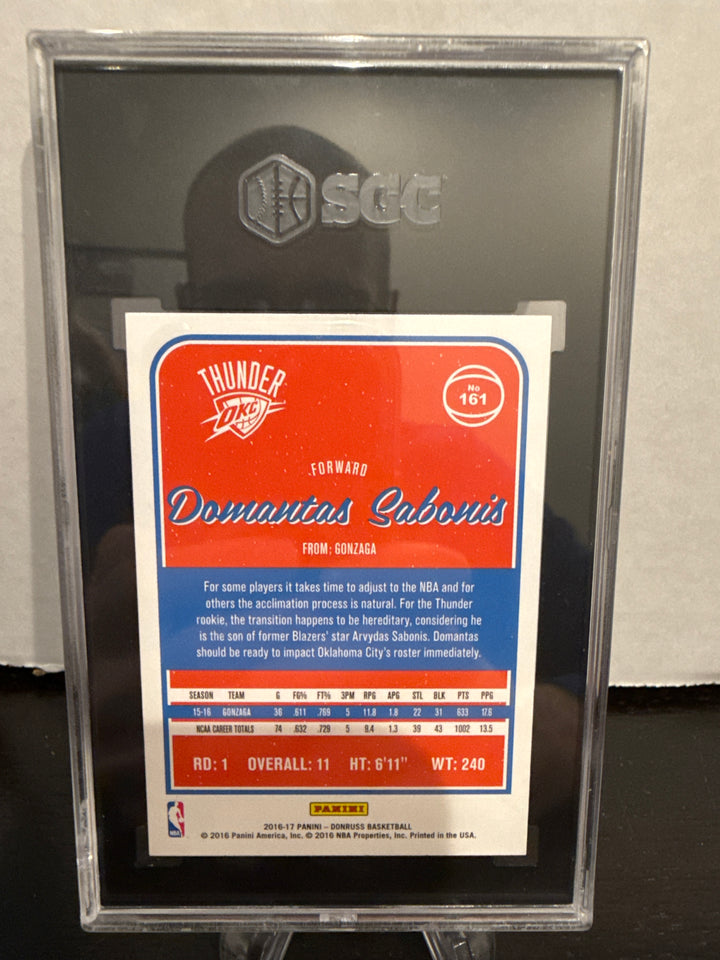 SGC
THUNDER
OKC
No
161
FORWARD
Domantas Sabonis
FROM: GONZAGA
For some players it takes time to adjust to the NBA and for
others the acclimation process is natural. For the Thunder
rookie, the transition happens to be hereditary, considering he
is the son of former Blazers' star Arvydas Sabonis. Domantas
should be ready to impact Oklahoma City's roster immediately.
SEASON TEAM G FG% FT% 3PM RPG APG STL BLK PTS PPG
15-16 GONZAGA 36 .611 .769 5 11.8 1.8 22 31 633 17.6
NCAA CAREER TOTALS 74 .632 .729 5 9.4 1.3 39 43 1002 13.5
RD: 1 OVERALL: 11 HT: 6'11" WT: 240
PANINI
NBA
2016-17 PANINI – DONRUSS BASKETBALL
© 2016 Panini America, Inc. © 2016 NBA Properties, Inc. Printed in the USA.